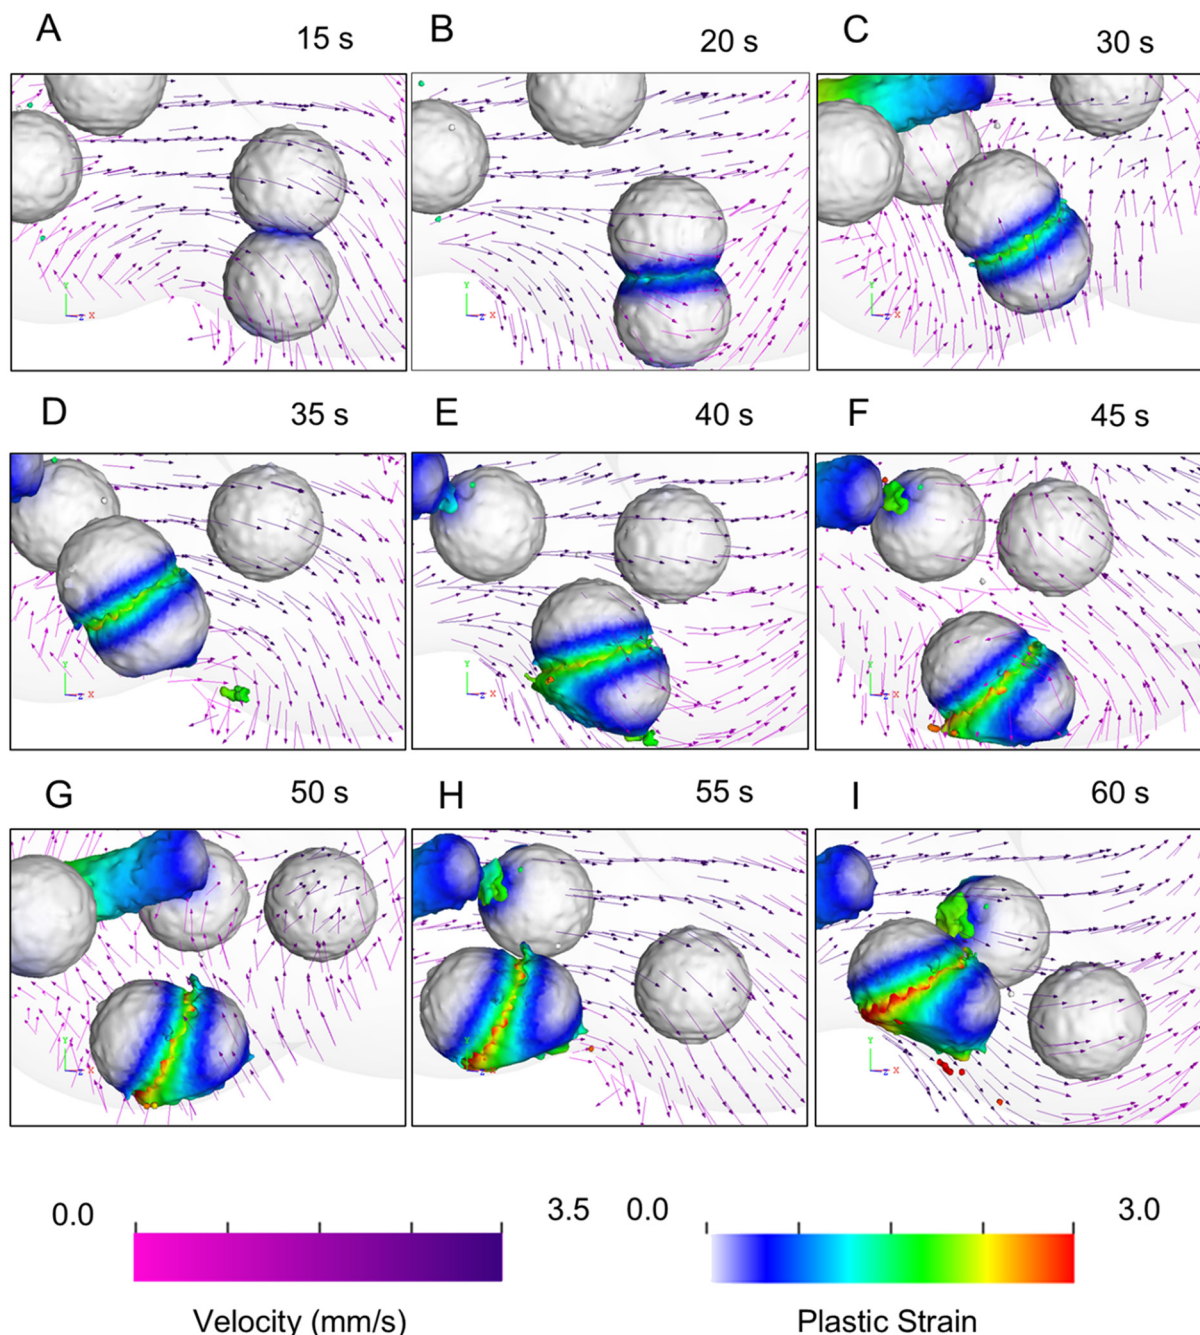 A 15 s B 20 s C 30 s
Y X Z Y X Z Y X Z
D 35 s E 40 s F 45 s
Y X Z Y X Z Y X Z
G 50 s H 55 s I 60 s
Y X Z X Z Y X Z
0.0 3.5 0.0 3.0
Velocity (mm/s) Plastic Strain